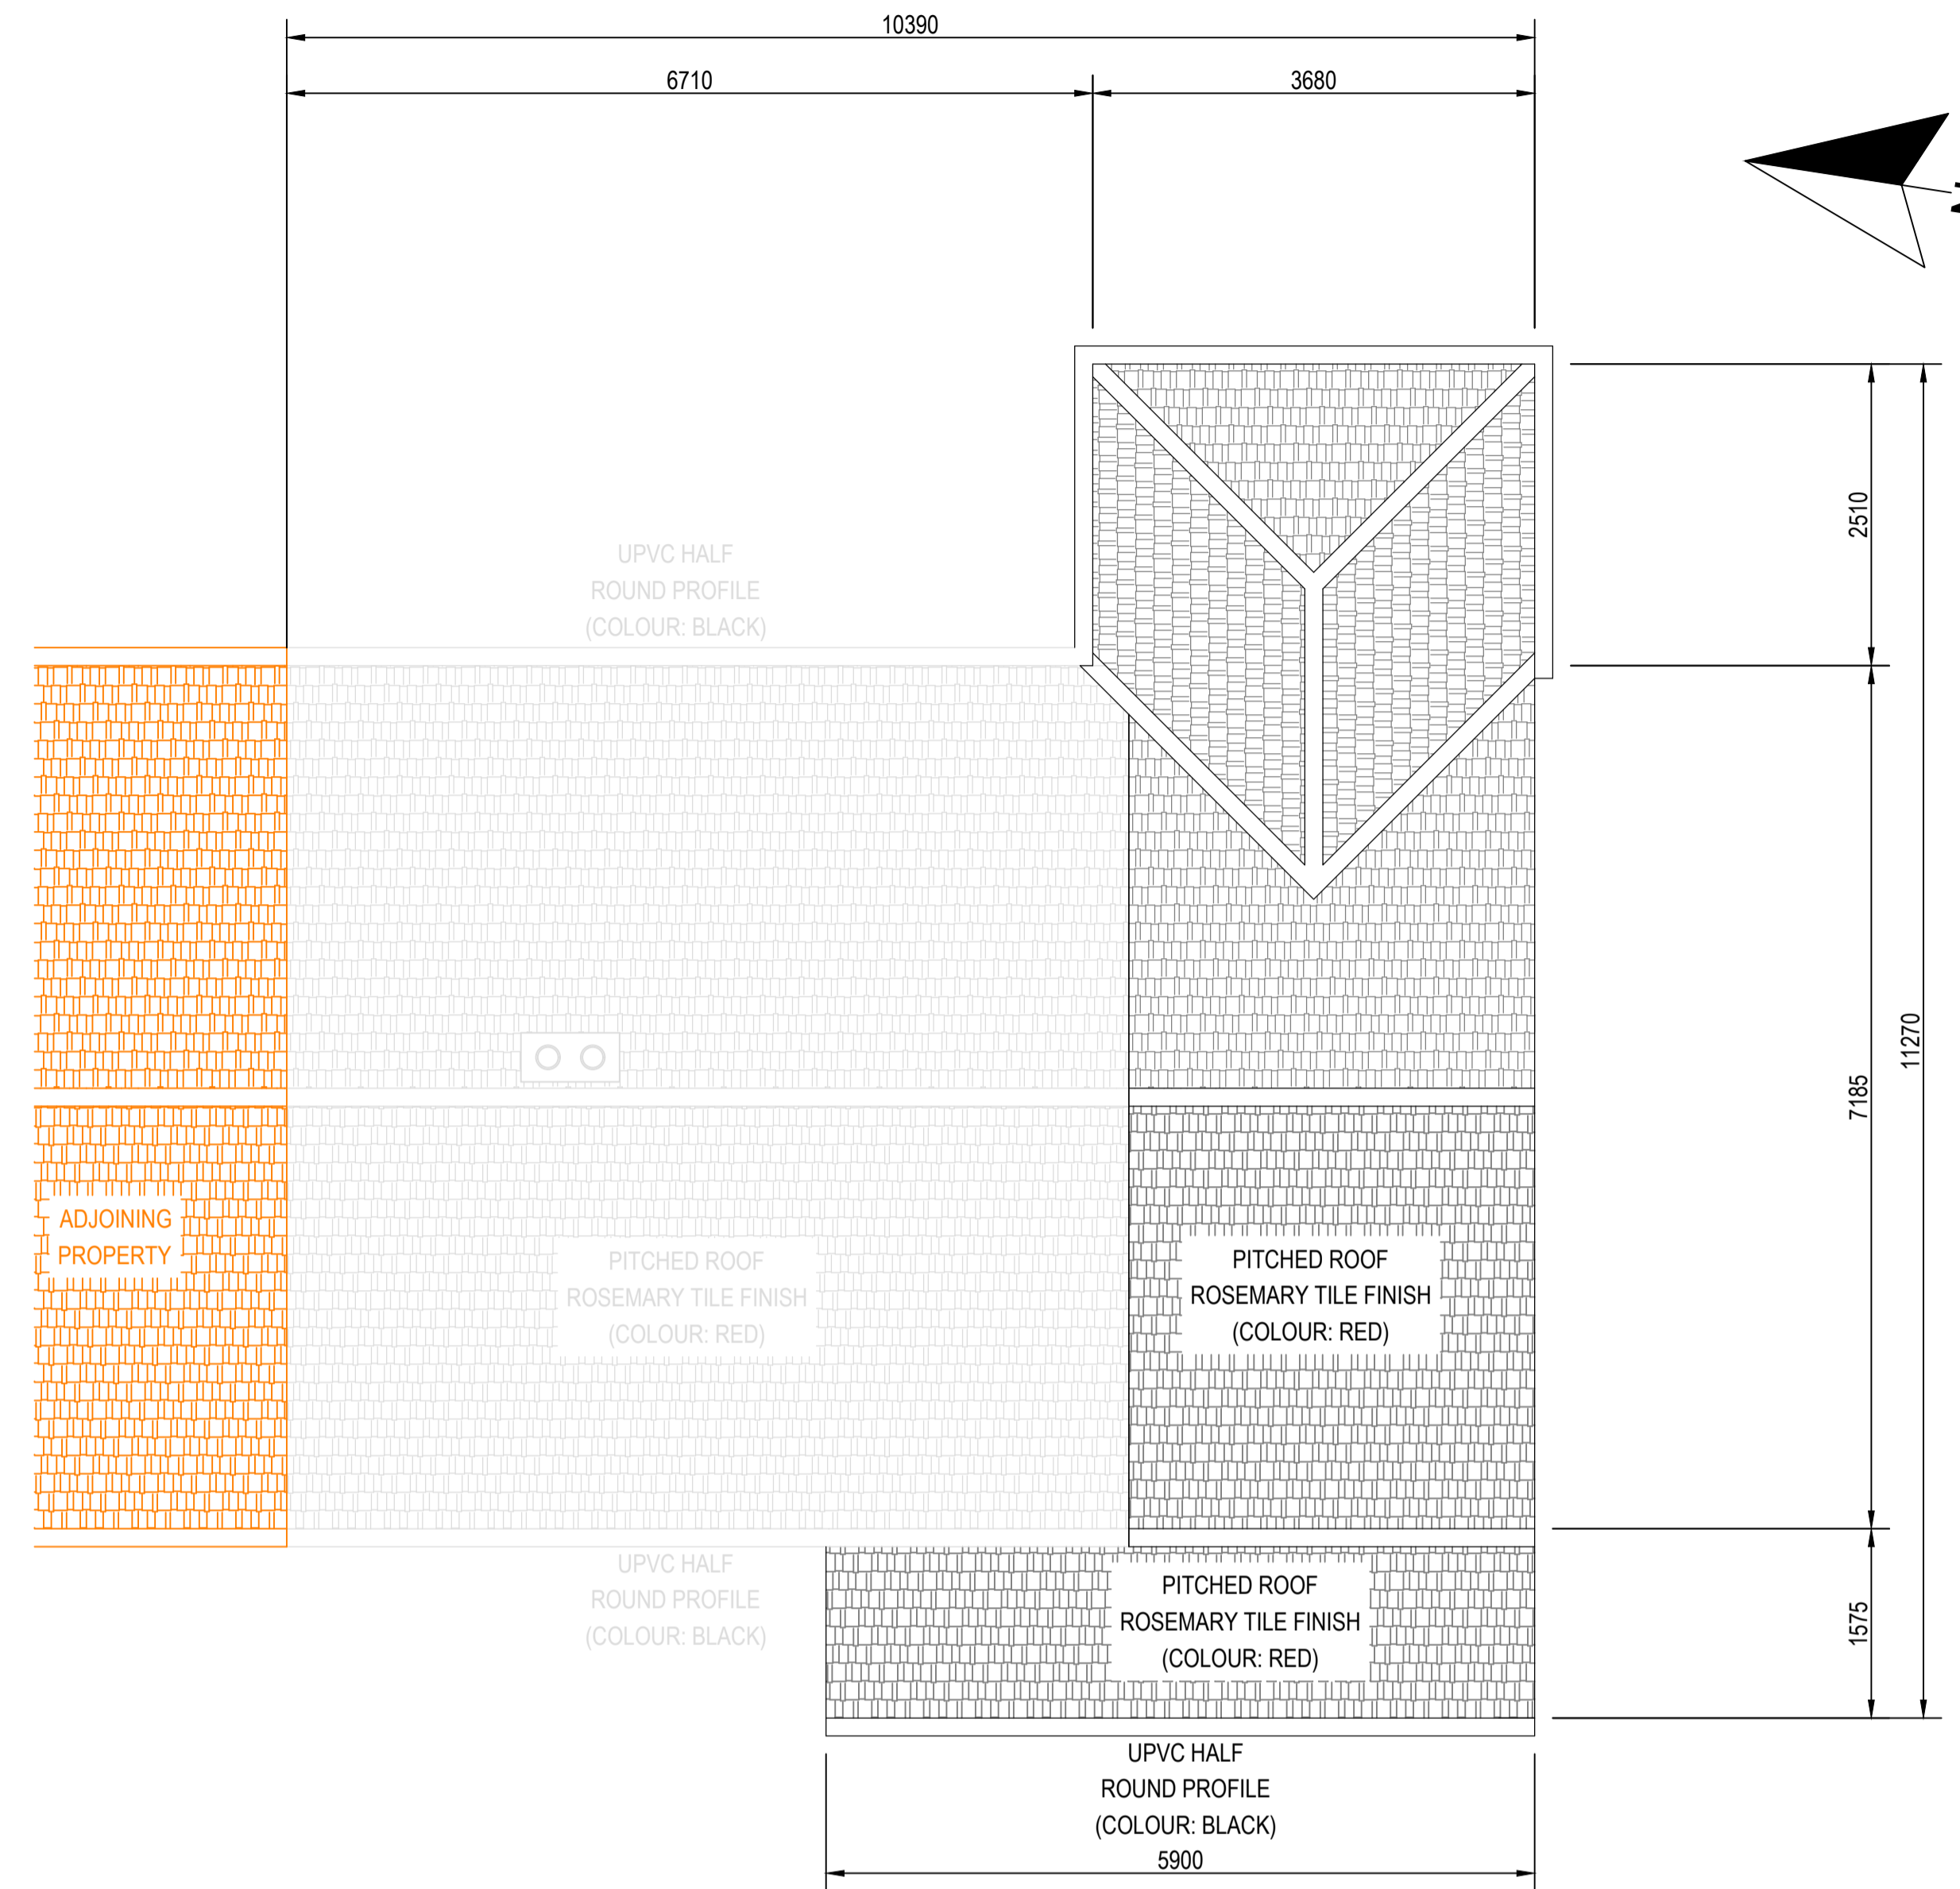 10390
6710
3680
2510
UPVC HALF
ROUND PROFILE
(COLOUR: BLACK)
11270
7185
ADJOINING
PROPERTY
PITCHED ROOF
ROSEMARY TILE FINISH
(COLOUR: RED)
PITCHED ROOF
ROSEMARY TILE FINISH
(COLOUR: RED)
UPVC HALF
ROUND PROFILE
(COLOUR: BLACK)
PITCHED ROOF
ROSEMARY TILE FINISH
(COLOUR: RED)
1575
UPVC HALF
ROUND PROFILE
(COLOUR: BLACK)
5900